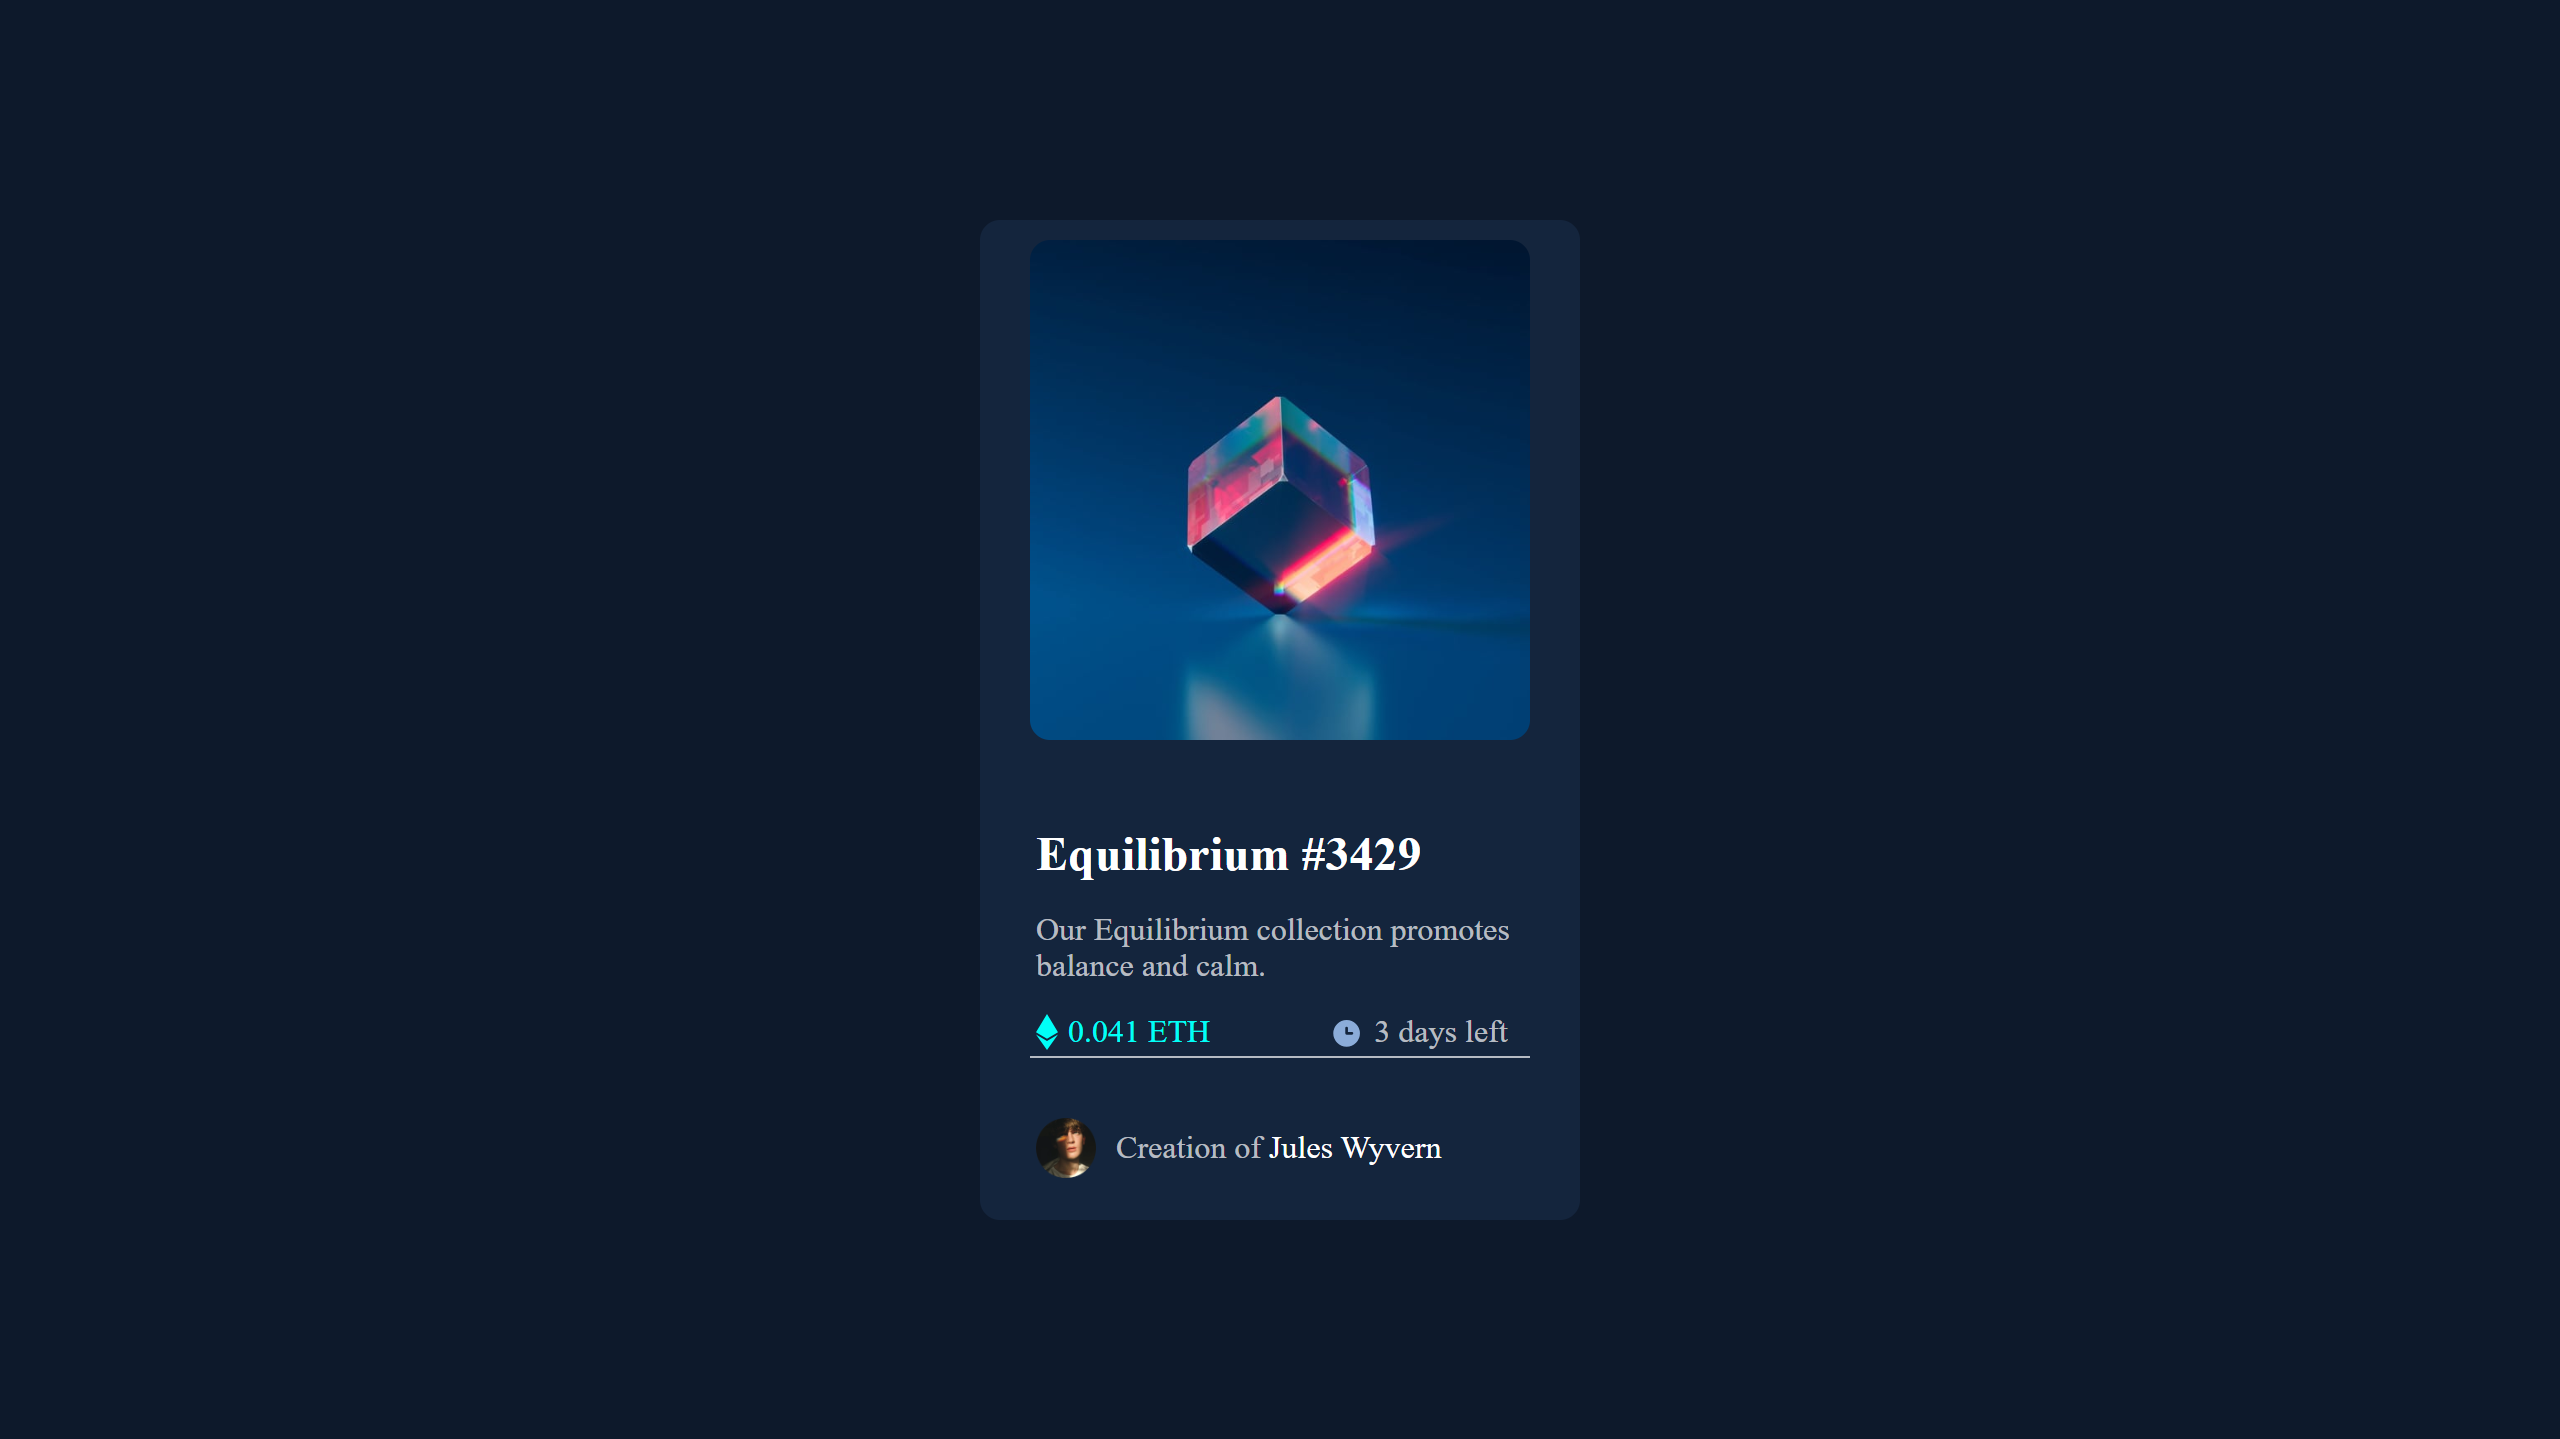 Equilibrium #3429
Our Equilibrium collection promotes
balance and calm.
0.041 ETH
3 days left
Creation of Jules Wyvern